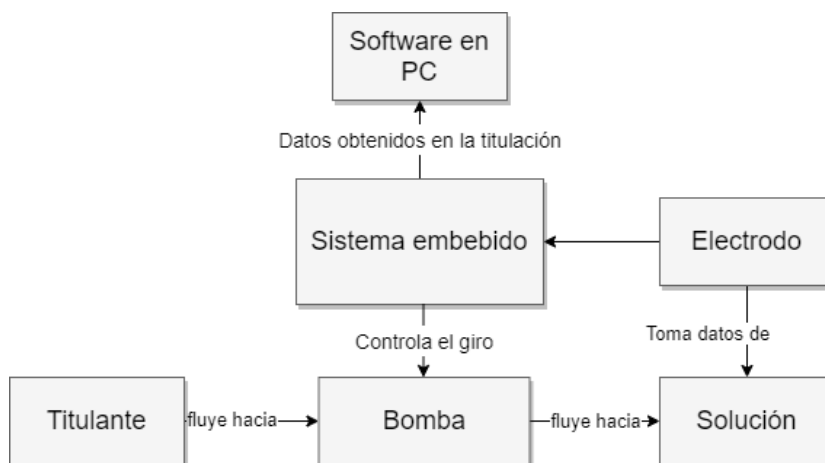 Software en
PC
Datos obtenidos en la titulación
Sistema embebido
Electrodo
Controla el giro
Toma datos de
Titulante
fluye hacia
Bomba
fluye hacia
Solución